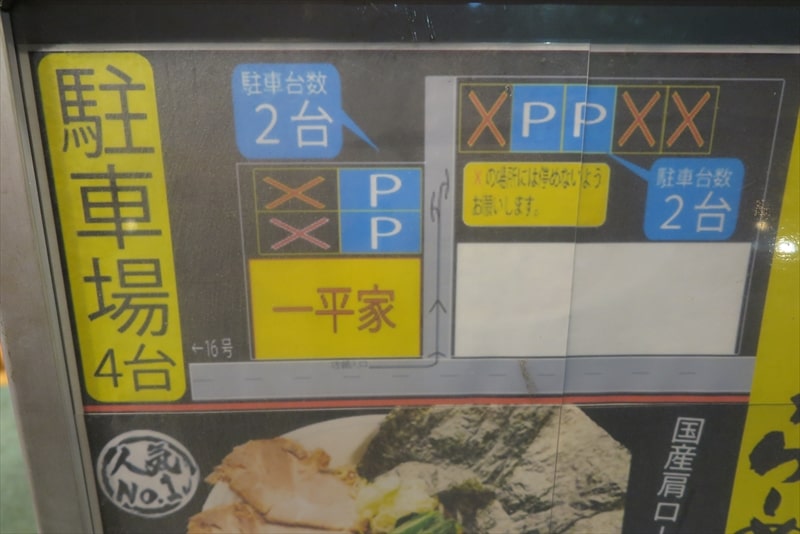 駐車場
4台
駐車台数
2台
P
P
一平家
←16号
P P
×の場所には停めないよう
お願いします。
駐車台数
2台
人気
No.1
国産肩ロ